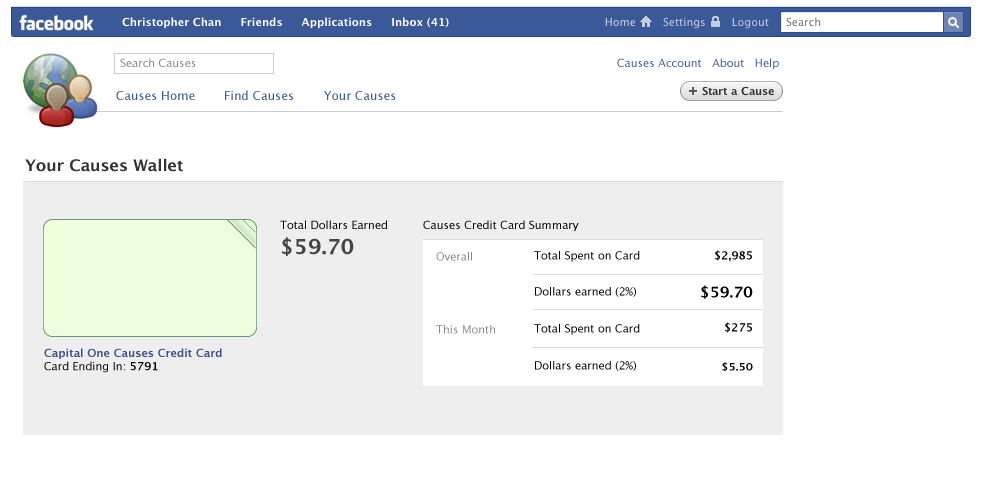 facebook Christopher Chan Friends Applications Inbox (41) Home Settings Logout Search
Search Causes
Causes Account About Help
Causes Home Find Causes Your Causes
+ Start a Cause
Your Causes Wallet
Total Dollars Earned
$59.70
Capital One Causes Credit Card
Card Ending In: 5791
Causes Credit Card Summary
Overall Total Spent on Card $2,985
Dollars earned (2%) $59.70
This Month Total Spent on Card $275
Dollars earned (2%) $5.50